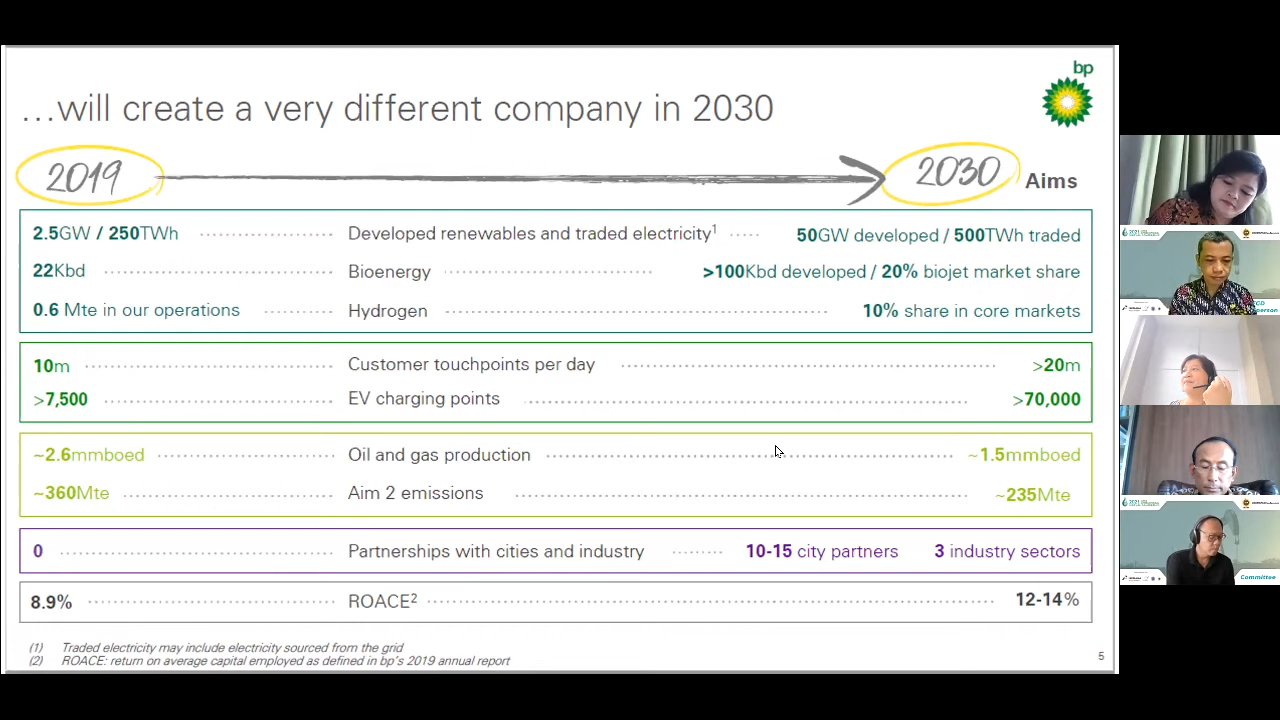 bp
…will create a very different company in 2030
2019
2030 Aims
2.5GW / 250TWh Developed renewables and traded electricity1 50GW developed / 500TWh traded
22Kbd Bioenergy >100Kbd developed / 20% biojet market share
0.6 Mte in our operations Hydrogen 10% share in core markets
10m Customer touchpoints per day >20m
>7,500 EV charging points >70,000
~2.6mmboed Oil and gas production ~1.5mmboed
~360Mte Aim 2 emissions ~235Mte
0 Partnerships with cities and industry 10-15 city partners 3 industry sectors
8.9% ROACE2 12-14%
(1) Traded electricity may include electricity sourced from the grid
(2) ROACE: return on average capital employed as defined in bp's 2019 annual report
5
Committee